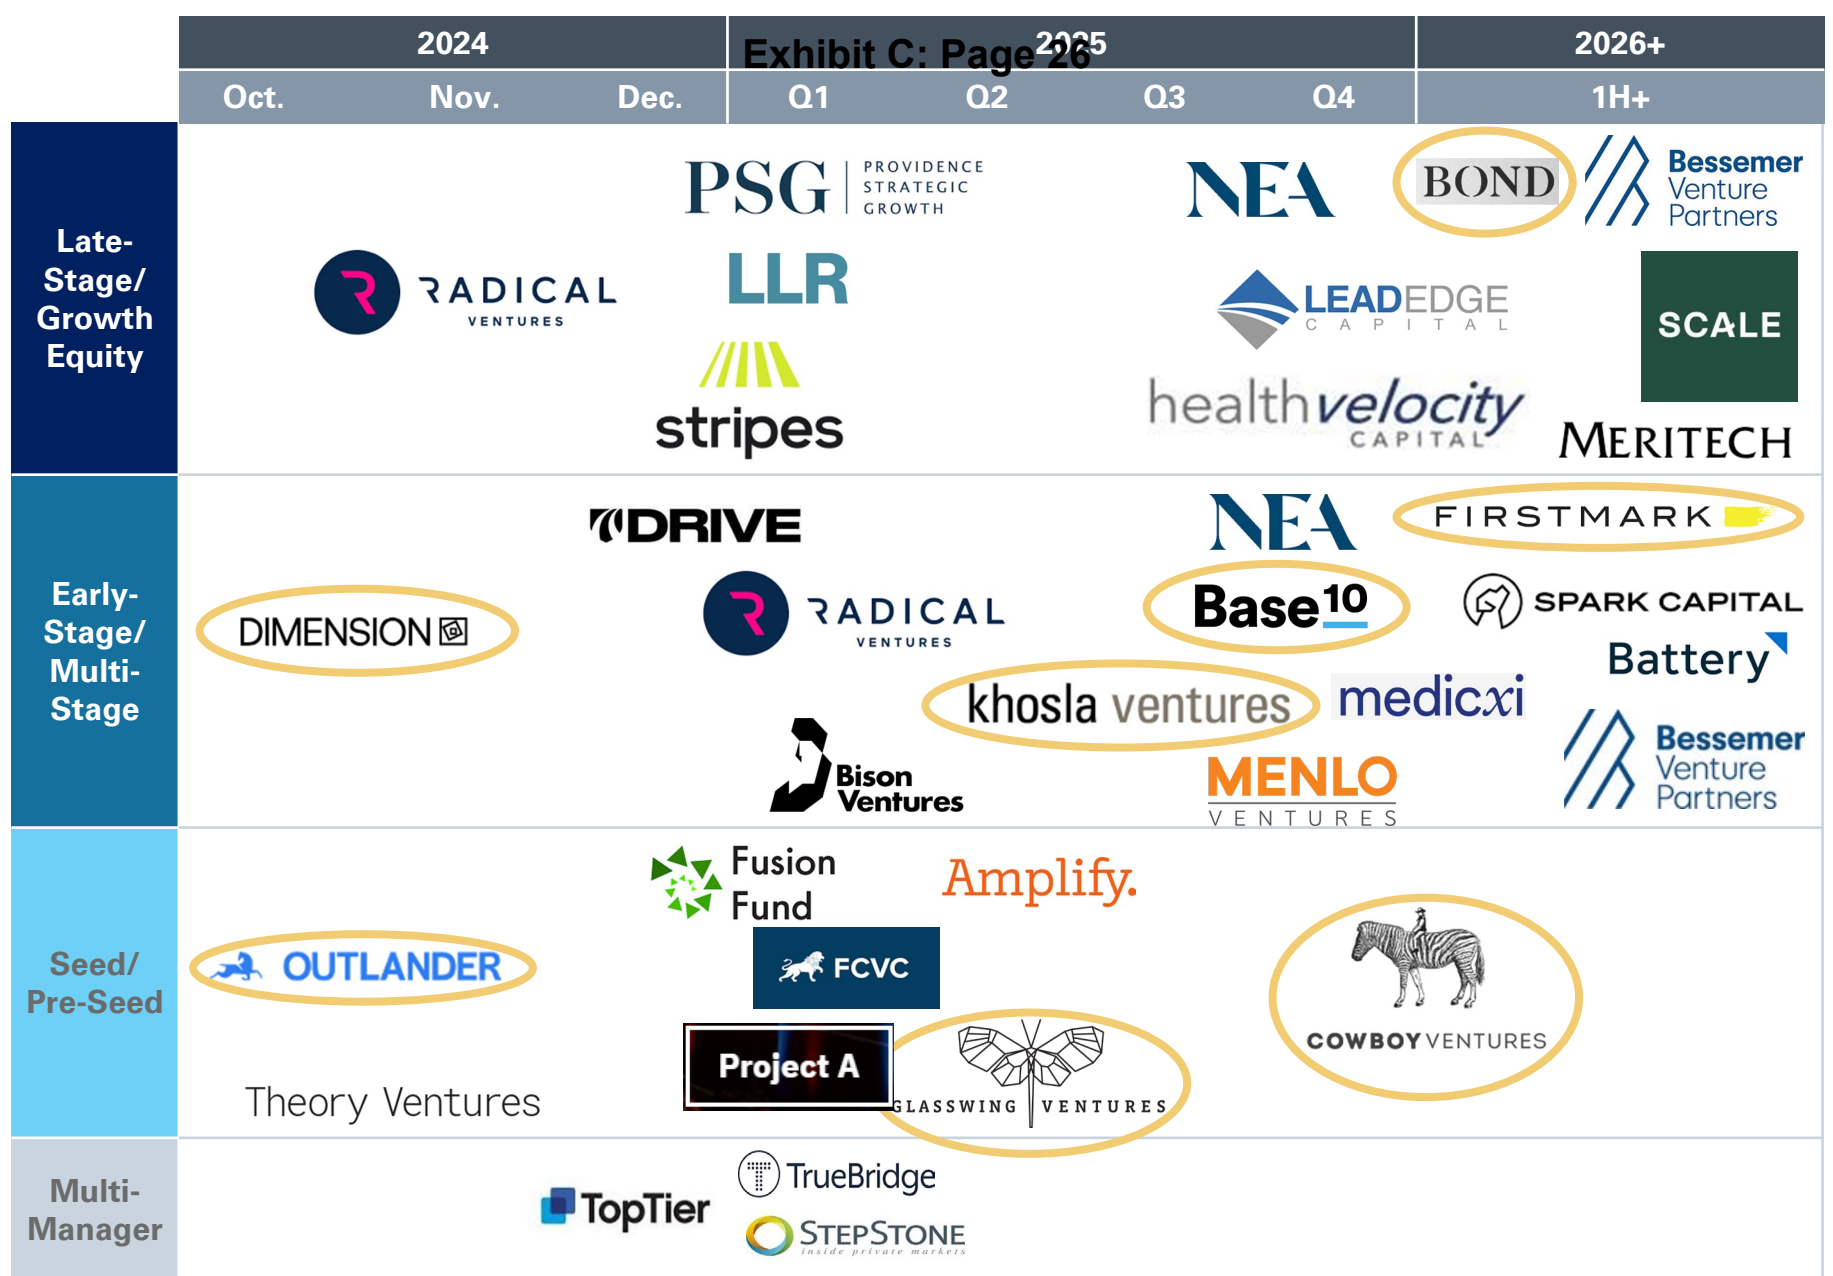 2024
2025
2026+
Exhibit C: Page 26
Oct.
Nov.
Dec.
Q1
Q2
Q3
Q4
1H+
Late-
Stage/
Growth
Equity
PSG
PROVIDENCE
STRATEGIC
GROWTH
NEA
BOND
Bessemer
Venture
Partners
RADICAL
VENTURES
LLR
LEADEDGE
CAPITAL
SCALE
stripes
healthvelocity
CAPITAL
MERITECH
Early-
Stage/
Multi-
Stage
DRIVE
NEA
FIRSTMARK
DIMENSION
RADICAL
VENTURES
Base10
SPARK CAPITAL
Battery
khosla ventures
medicxi
Bison
Ventures
MENLO
VENTURES
Bessemer
Venture
Partners
Seed/
Pre-Seed
Fusion
Fund
Amplify.
OUTLANDER
FCVC
COWBOY VENTURES
Project A
GLASSWING VENTURES
Theory Ventures
Multi-
Manager
TopTier
TrueBridge
STEPSTONE
inside private markets